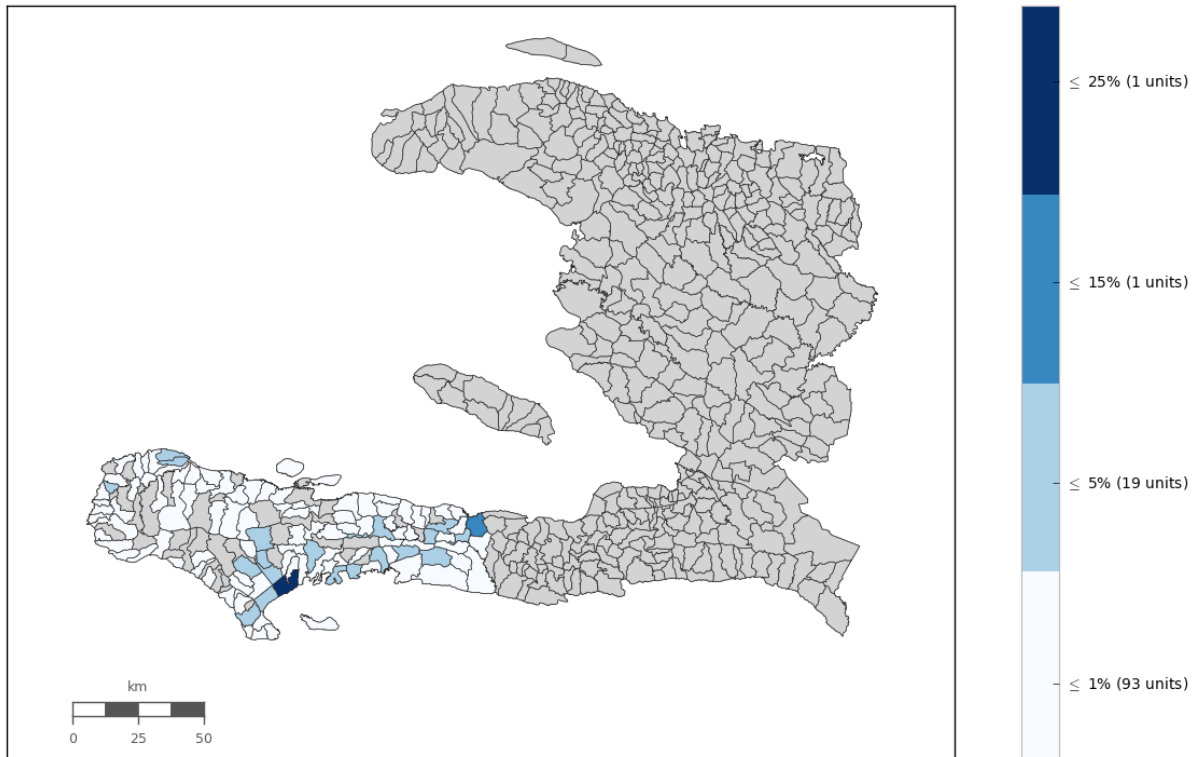 ≤ 25% (1 units)
≤ 15% (1 units)
≤ 5% (19 units)
≤ 1% (93 units)
km
0 25 50